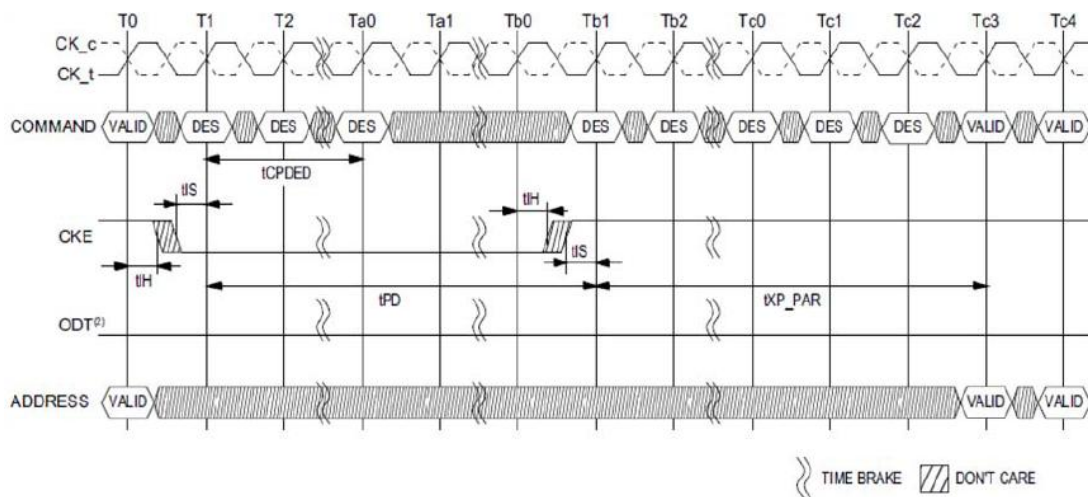 T0 T1 T2 Ta0 Ta1 Tb0 Tb1 Tb2 Tc0 Tc1 Tc2 Tc3 Tc4
CK_c
CK_t
COMMAND VALID DES DES DES DES DES DES DES DES VALID VALID
tCPDED
tIS tIH
CKE
tIS
tIH
tPD tXP_PAR
ODT(2)
ADDRESS VALID VALID VALID
TIME BRAKE DON'T CARE